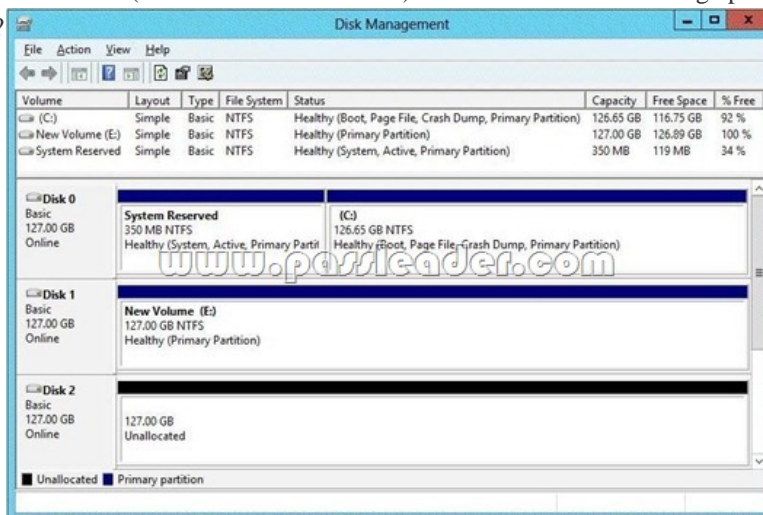 Disk Management
File Action View Help
Volume Layout Type File System Status Capacity Free Space % Free
(C:) Simple Basic NTFS Healthy (Boot, Page File, Crash Dump, Primary Partition) 126.65 GB 116.75 GB 92 %
New Volume (E:) Simple Basic NTFS Healthy (Primary Partition) 127.00 GB 126.89 GB 100 %
System Reserved Simple Basic NTFS Healthy (System, Active, Primary Partition) 350 MB 119 MB 34 %
Disk 0
Basic
127.00 GB
Online
System Reserved
350 MB NTFS
Healthy (System, Active, Primary Partit
(C:)
126.65 GB NTFS
Healthy (Boot, Page File, Crash Dump, Primary Partition)
www.passleader.com
Disk 1
Basic
127.00 GB
Online
New Volume (E:)
127.00 GB NTFS
Healthy (Primary Partition)
Disk 2
Basic
127.00 GB
Online
127.00 GB
Unallocated
Unallocated Primary partition